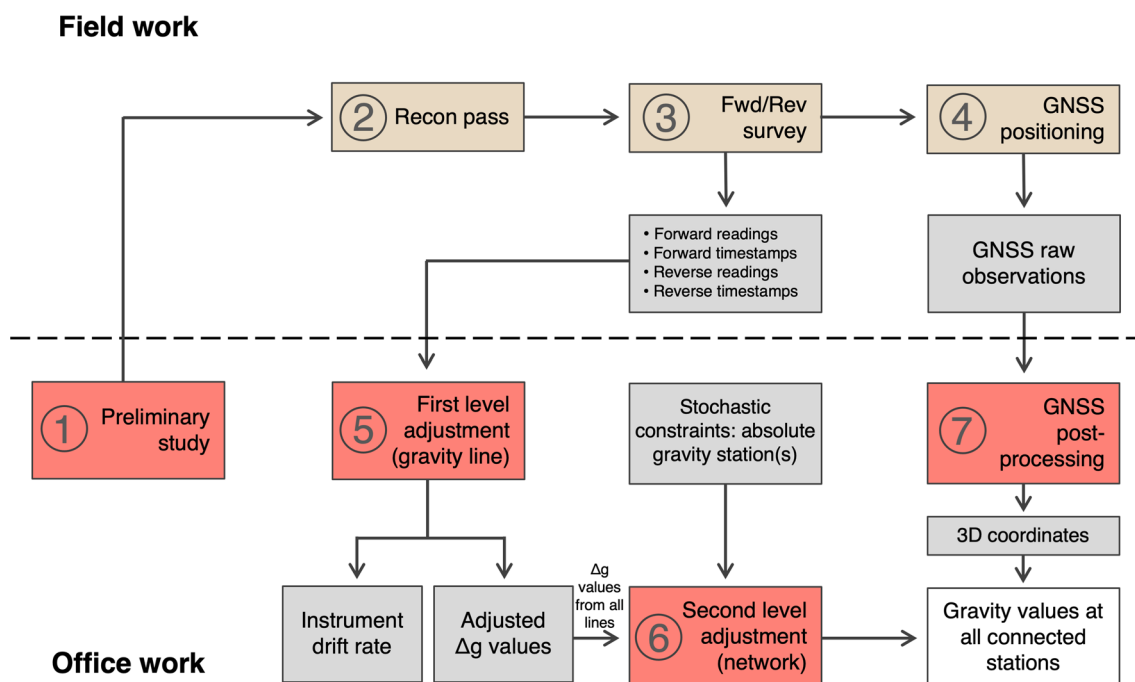 Field work
2 Recon pass
3 Fwd/Rev
survey
4 GNSS
positioning
• Forward readings
• Forward timestamps
• Reverse readings
• Reverse timestamps
GNSS raw
observations
1 Preliminary
study
5 First level
adjustment
(gravity line)
Stochastic
constraints: absolute
gravity station(s)
7 GNSS
post-
processing
3D coordinates
Instrument
drift rate
Adjusted
Δg values
Δg
values
from all
lines
6 Second level
adjustment
(network)
Gravity values at
all connected
stations
Office work